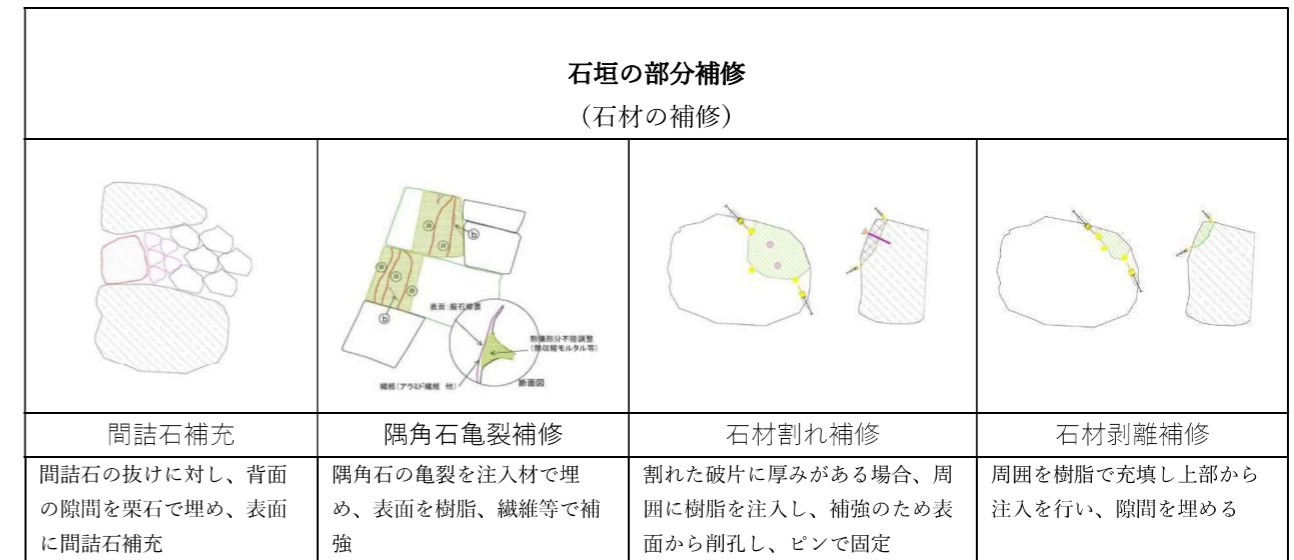 石垣の部分補修
（石材の補修）
ⓐ
ⓑ
ⓐ
ⓐ
ⓐ
ⓐ
ⓑ
表面：擬石修景
（無収縮モルタル等）
繊維（アラミド繊維 他）
断面図
間詰石補充
隅角石亀裂補修
石材割れ補修
石材剥離補修
間詰石の抜けに対し、背面
の隙間を栗石で埋め、表面
に間詰石補充
隅角石の亀裂を注入材で埋
め、表面を樹脂、繊維等で補
強
割れた破片に厚みがある場合、周
囲に樹脂を注入し、補強のため表
面から削孔し、ピンで固定
周囲を樹脂で充填し上部から
注入を行い、隙間を埋める